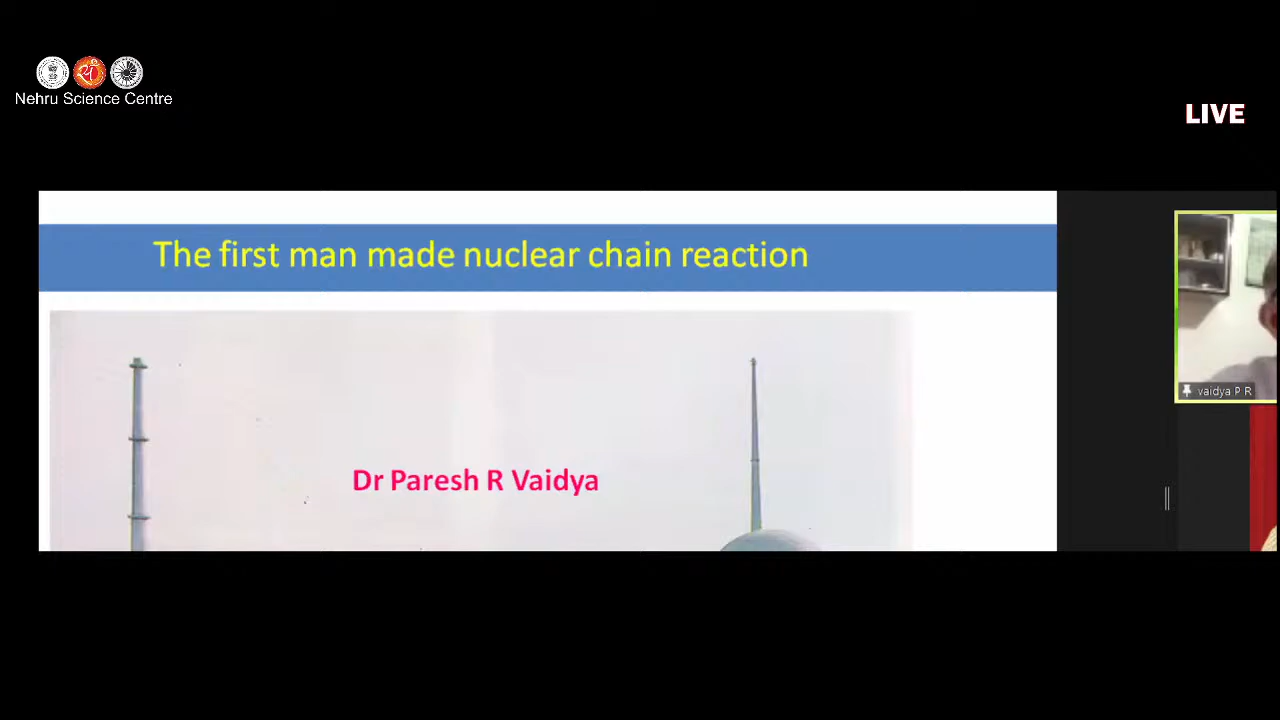 Nehru Science Centre
LIVE
The first man made nuclear chain reaction
vaidya P R
Dr Paresh R Vaidya